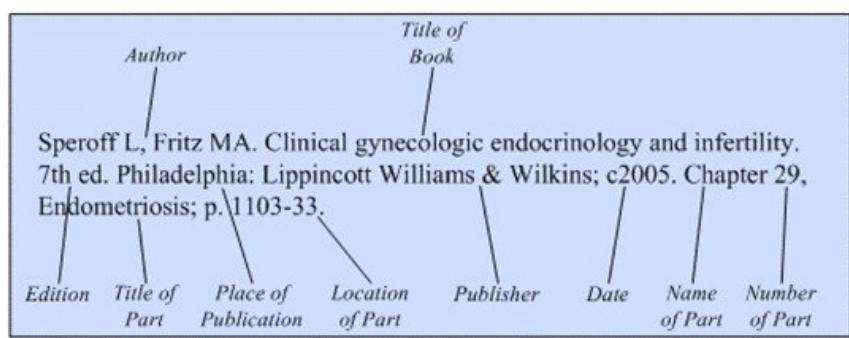 Title of
Author Book
Speroff L, Fritz MA. Clinical gynecologic endocrinology and infertility.
7th ed. Philadelphia: Lippincott Williams & Wilkins; c2005. Chapter 29,
Endometriosis; p. 1103-33.
Edition Title of Place of Location Publisher Date Name Number
Part Publication of Part of Part of Part